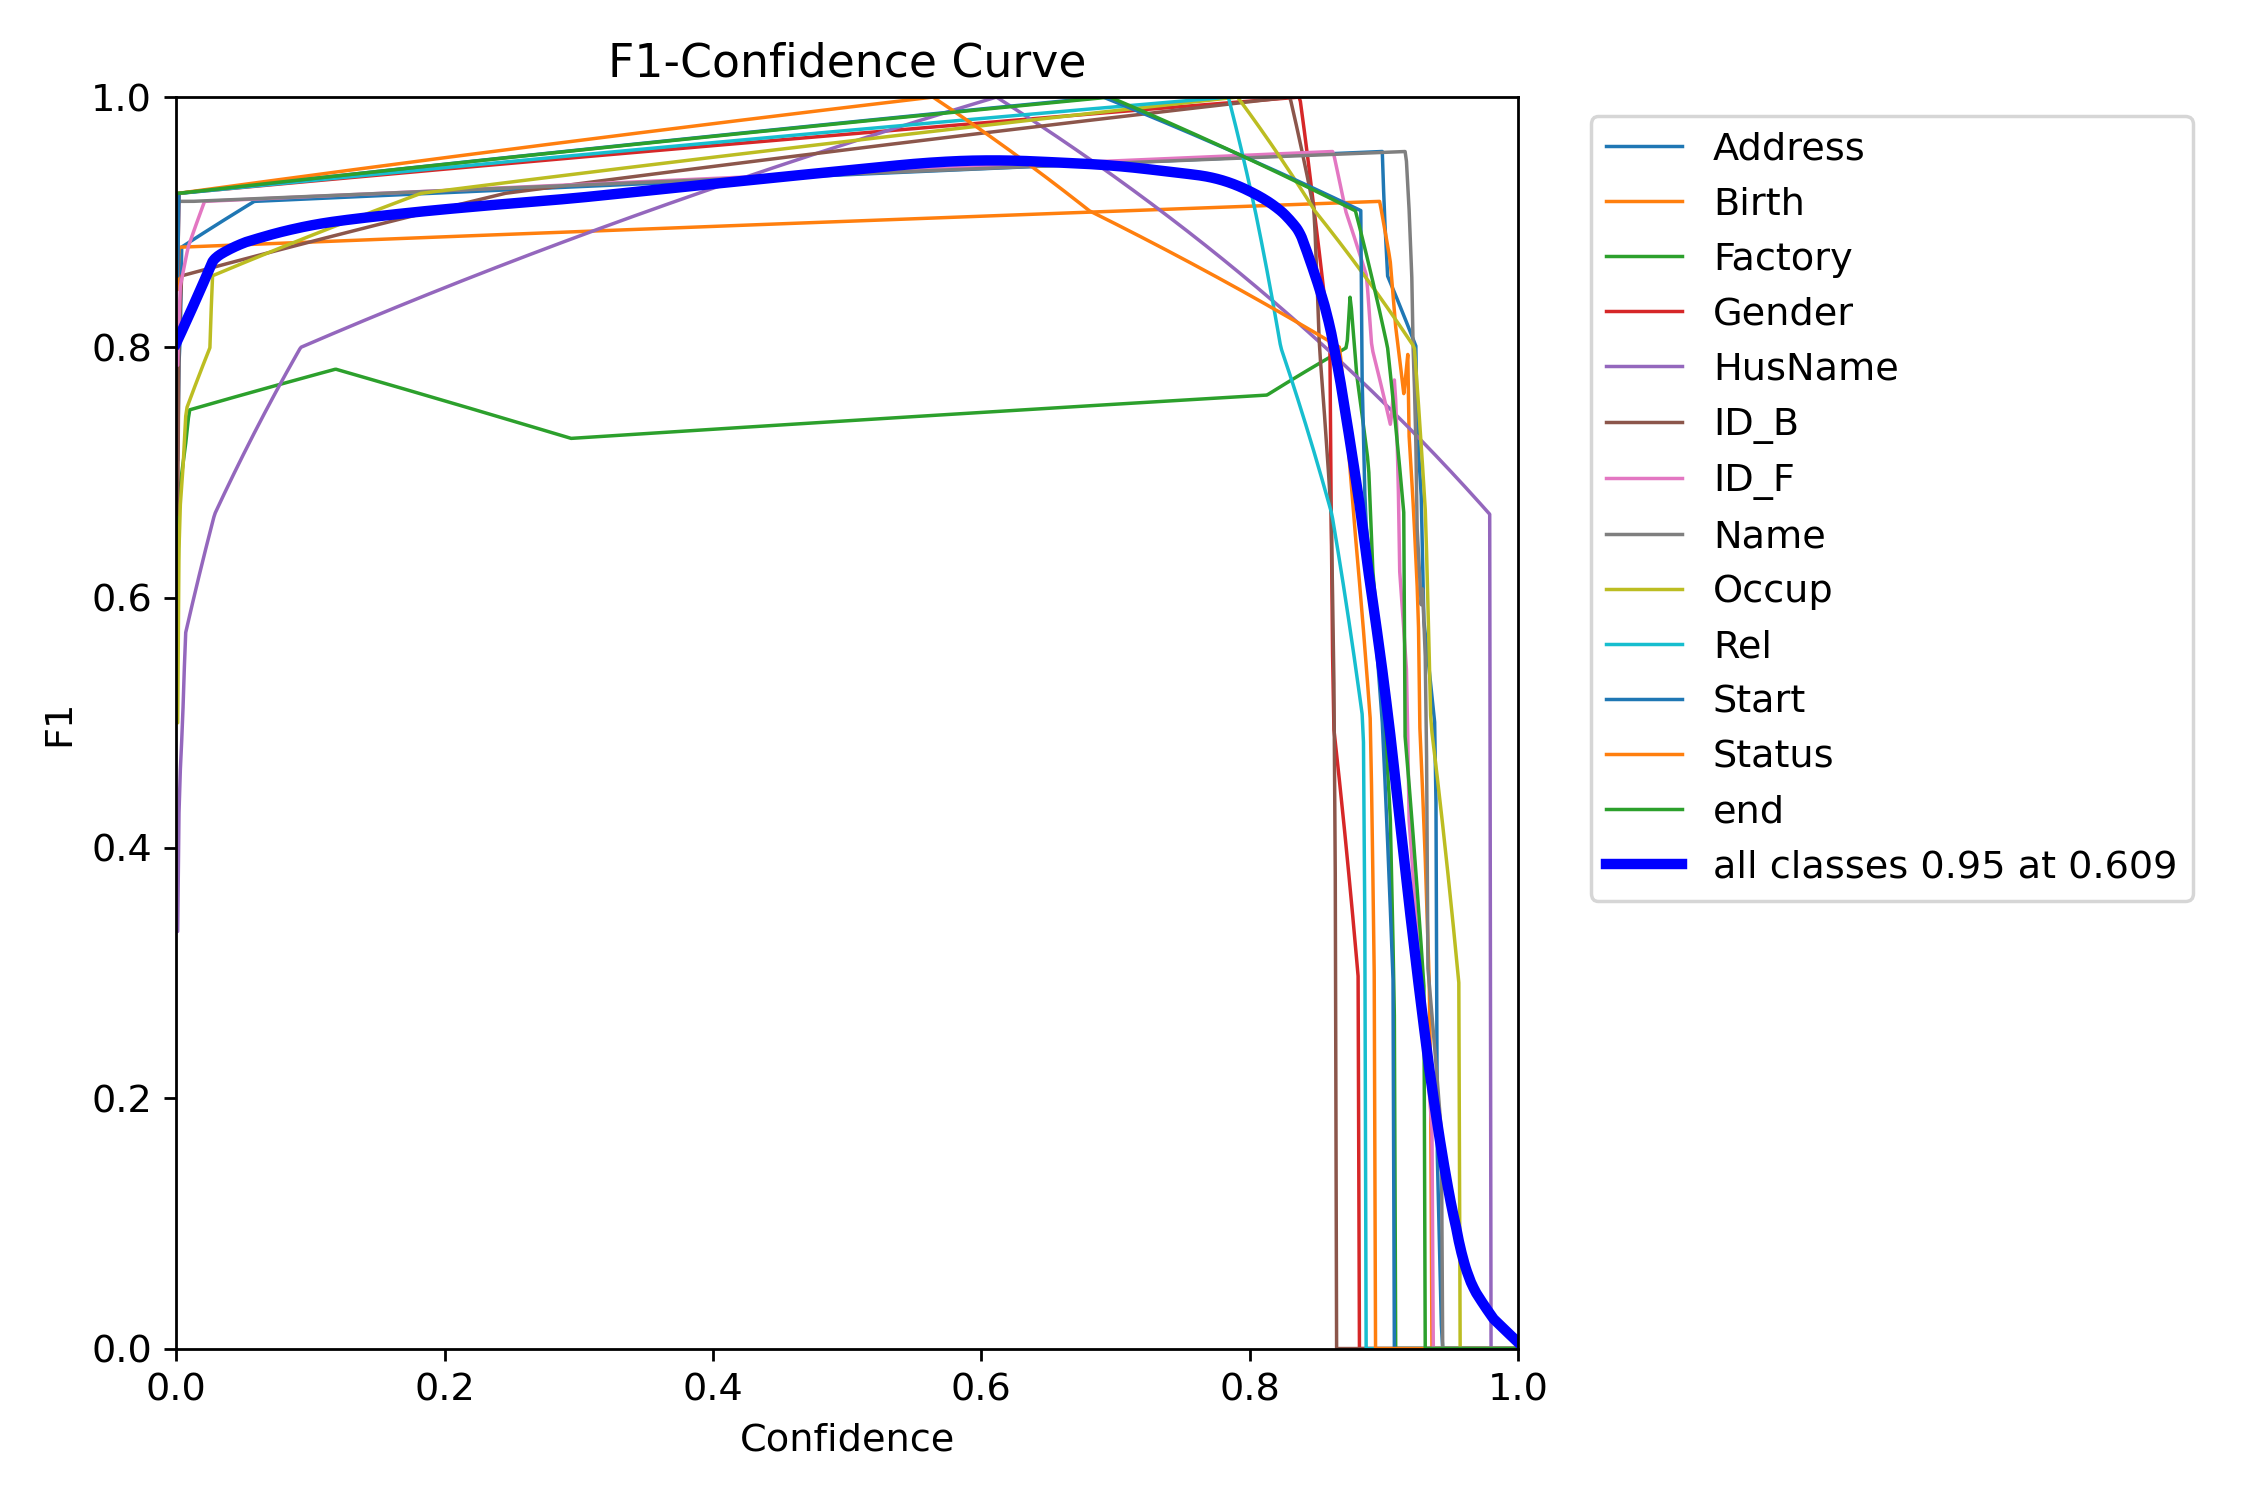 F1-Confidence Curve
1.0
0.8
0.6
0.4
0.2
0.0
F1
0.0 0.2 0.4 0.6 0.8 1.0
Confidence
Address
Birth
Factory
Gender
HusName
ID_B
ID_F
Name
Occup
Rel
Start
Status
end
all classes 0.95 at 0.609